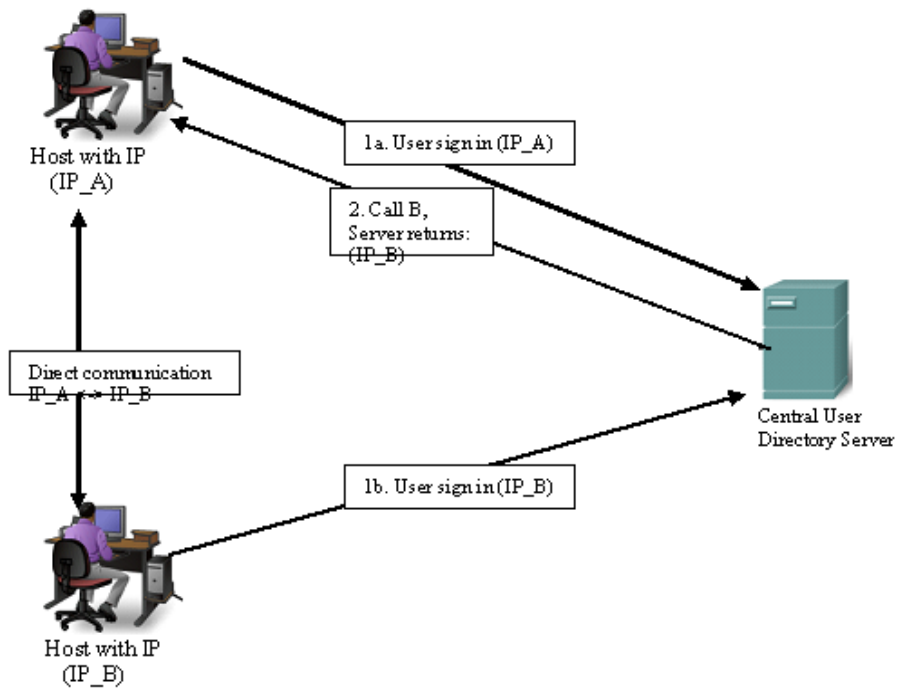 1a. User sign in (IP_A)
Host with IP
(IP_A)
2. Call B,
Server returns:
(IP_B)
Direct communication
IP_A <-> IP_B
Central User
Directory Server
1b. User sign in (IP_B)
Host with IP
(IP_B)